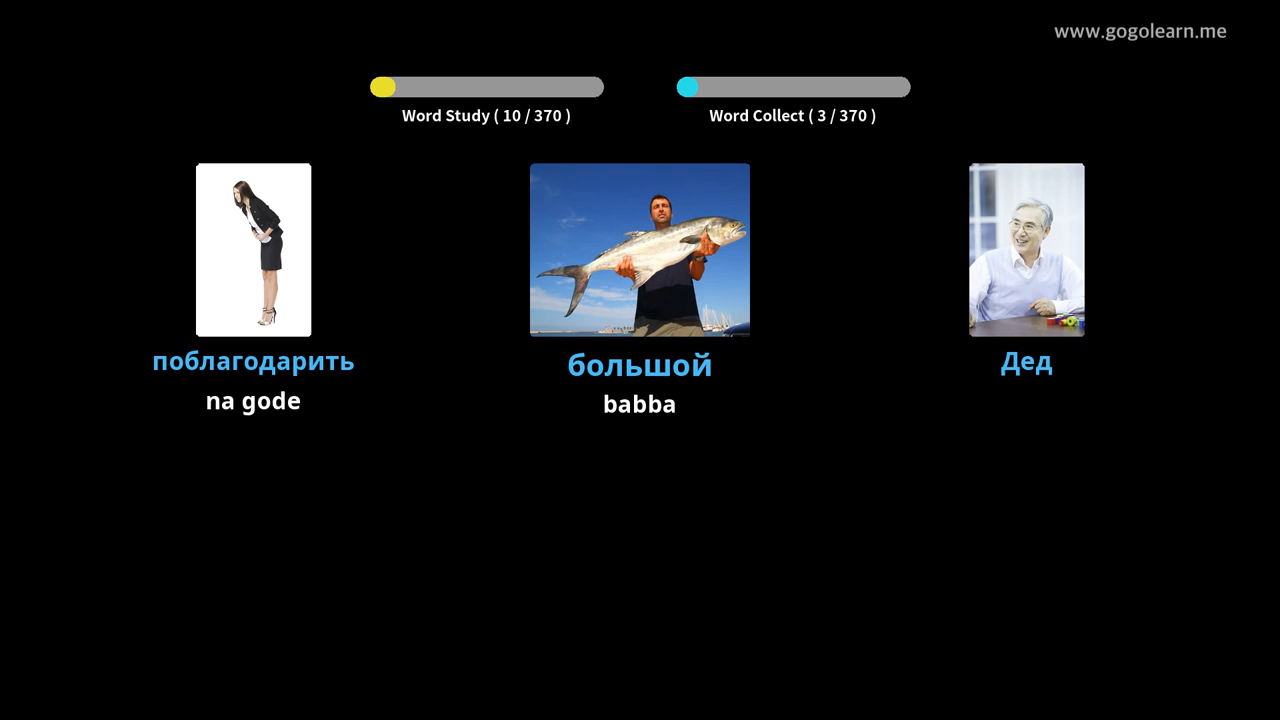 www.gogolearn.me
Word Study ( 10 / 370 )
Word Collect ( 3 / 370 )
поблагодарить
na gode
большой
babba
Дед